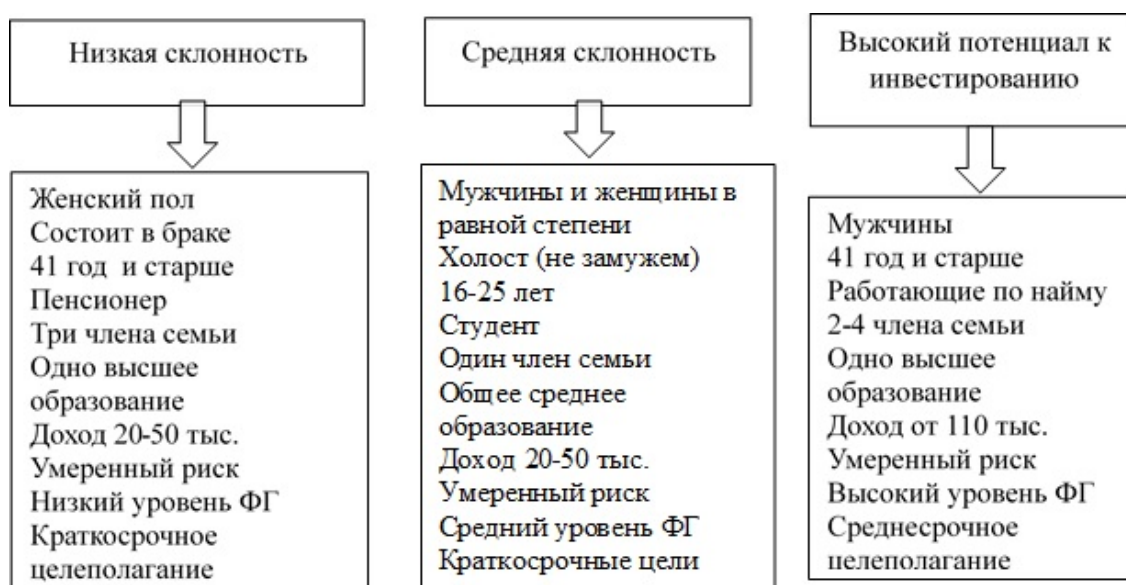 Низкая склонность
Женский пол
Состоит в браке
41 год и старше
Пенсионер
Три члена семьи
Одно высшее
образование
Доход 20-50 тыс.
Умеренный риск
Низкий уровень ФГ
Краткосрочное
целеполагание
Средняя склонность
Мужчины и женщины в
равной степени
Холост (не замужем)
16-25 лет
Студент
Один член семьи
Общее среднее
образование
Доход 20-50 тыс.
Умеренный риск
Средний уровень ФГ
Краткосрочные цели
Высокий потенциал к
инвестированию
Мужчины
41 год и старше
Работающие по найму
2-4 члена семьи
Одно высшее
образование
Доход от 110 тыс.
Умеренный риск
Высокий уровень ФГ
Среднесрочное
целеполагание